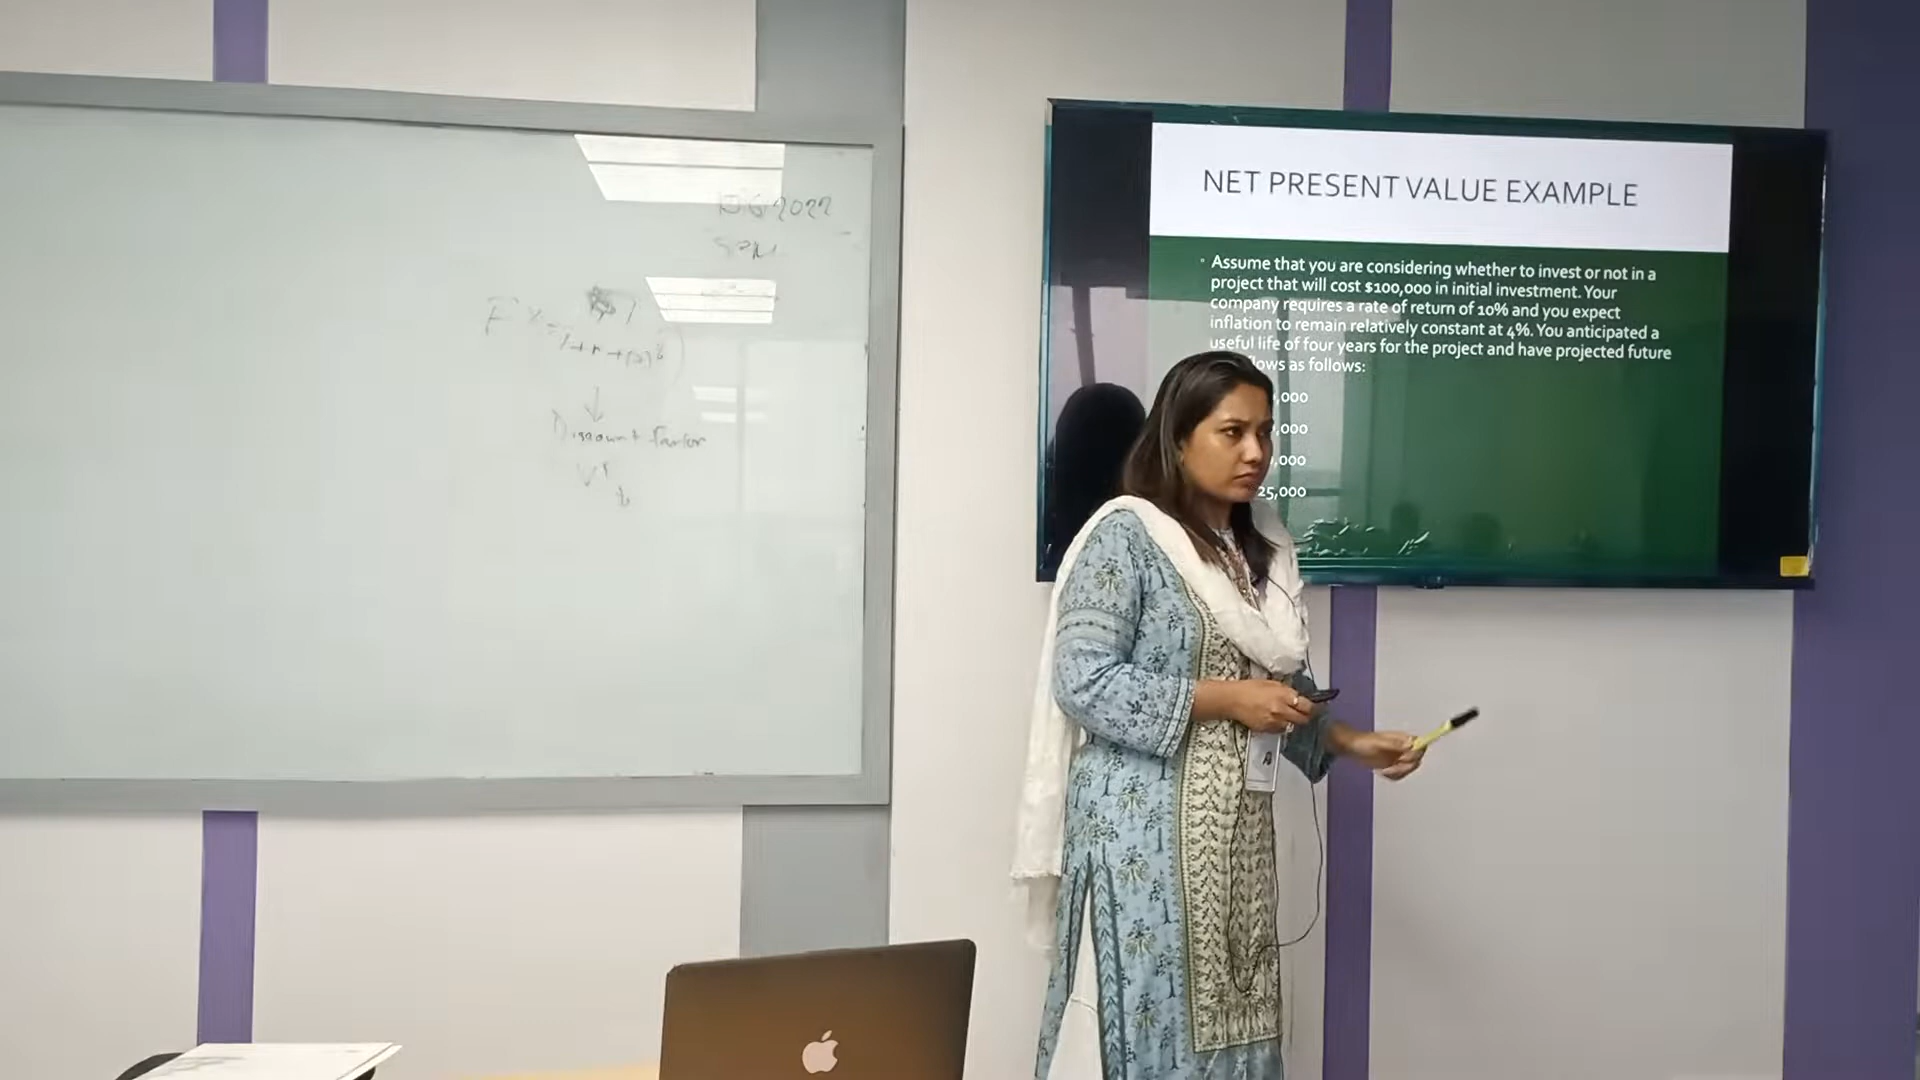 2022
SPM
Discount factor
NET PRESENT VALUE EXAMPLE
Assume that you are considering whether to invest or not in a
project that will cost $100,000 in initial investment. Your
company requires a rate of return of 10% and you expect
inflation to remain relatively constant at 4%. You anticipated a
useful life of four years for the project and have projected future
lows as follows:
,000
,000
,000
25,000